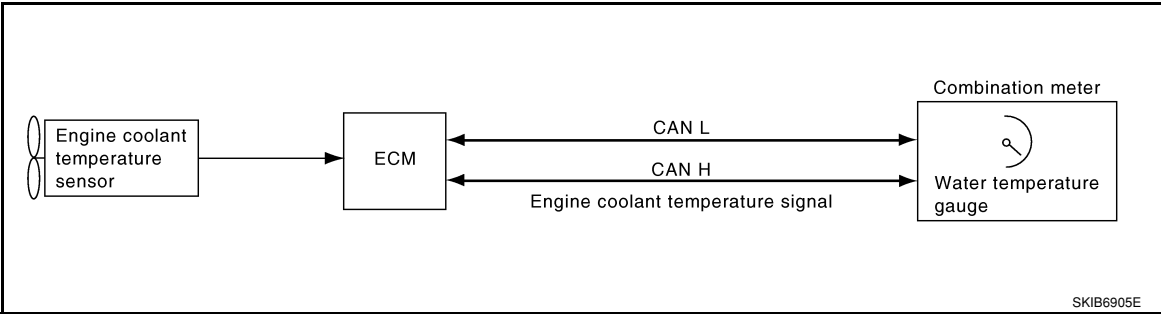 Engine coolant
temperature
sensor
ECM
CAN L
CAN H
Engine coolant temperature signal
Combination meter
Water temperature
gauge
SKIB6905E